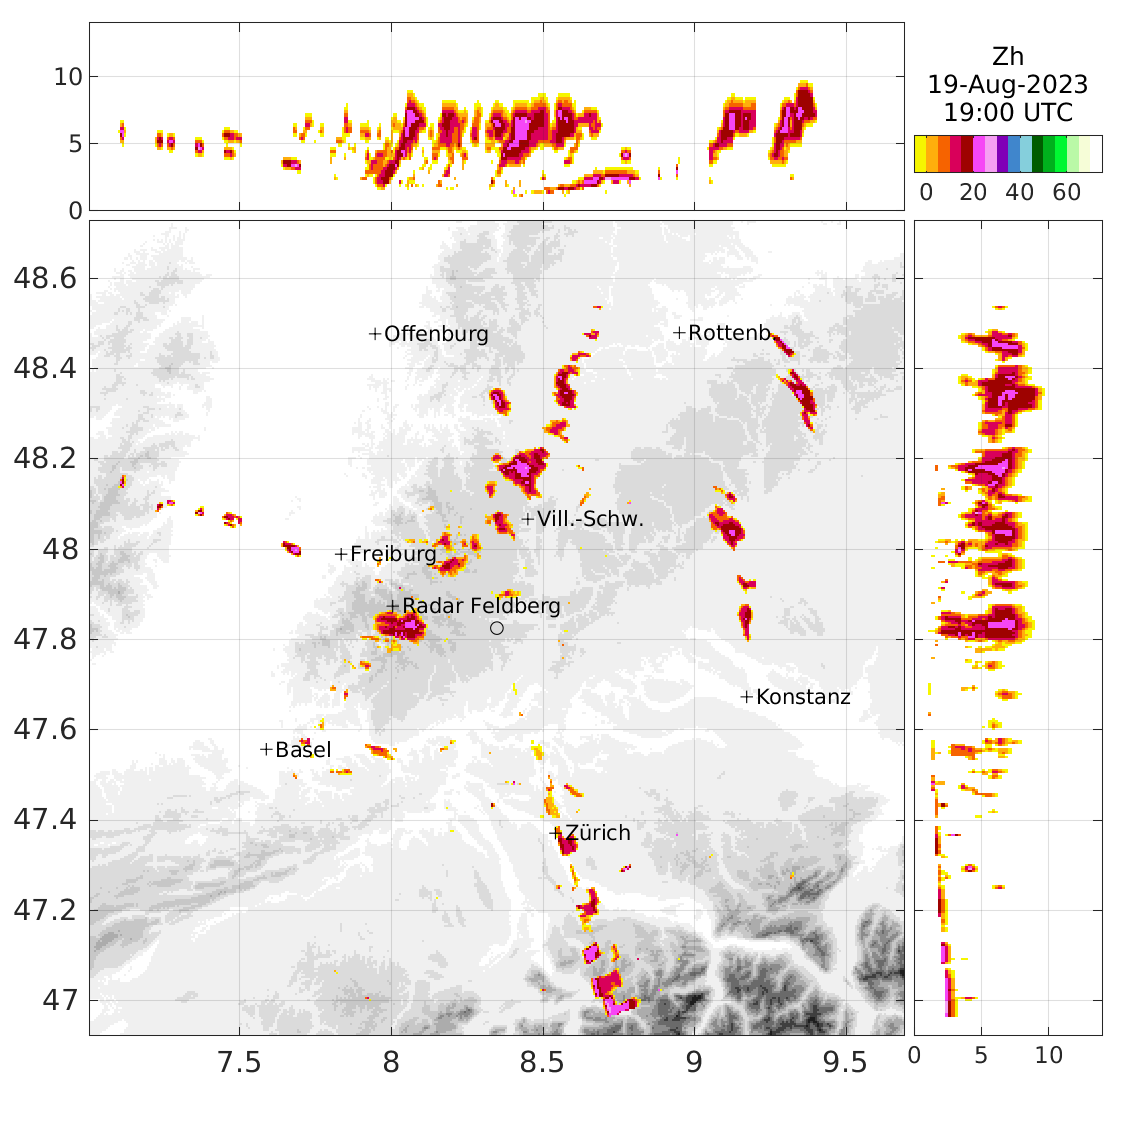 10
5
0
Zh
19-Aug-2023
19:00 UTC
0 20 40 60
48.6
48.4
48.2
48
47.8
47.6
47.4
47.2
47
+Offenburg
+Rottenb
+Vill.-Schw.
+Freiburg
+Radar Feldberg
+Konstanz
+Basel
+Zürich
7.5 8 8.5 9 9.5
0 5 10